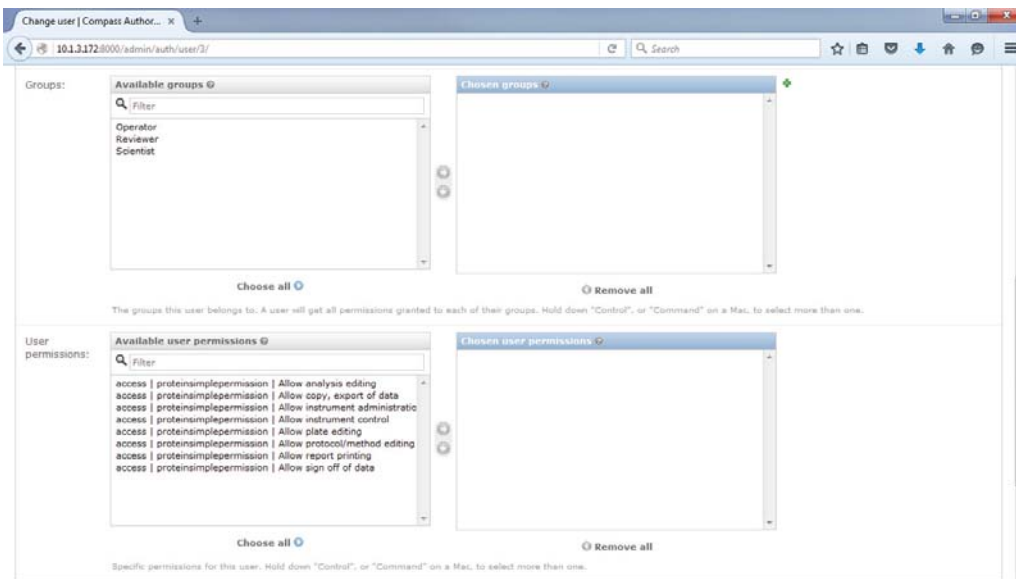 Change user | Compass Author...
10.1.3.172:8000/admin/auth/user/3/
Search
Groups:
Available groups
Filter
Operator
Reviewer
Scientist
Choose all
Chosen groups
Remove all
The groups this user belongs to. A user will get all permissions granted to each of their groups. Hold down "Control", or "Command" on a Mac, to select more than one.
User
permissions:
Available user permissions
Filter
access | proteinsimplepermission | Allow analysis editing
access | proteinsimplepermission | Allow copy, export of data
access | proteinsimplepermission | Allow instrument administratio
access | proteinsimplepermission | Allow instrument control
access | proteinsimplepermission | Allow plate editing
access | proteinsimplepermission | Allow protocol/method editing
access | proteinsimplepermission | Allow report printing
access | proteinsimplepermission | Allow sign off of data
Choose all
Chosen user permissions
Remove all
Specific permissions for this user. Hold down "Control", or "Command" on a Mac, to select more than one.